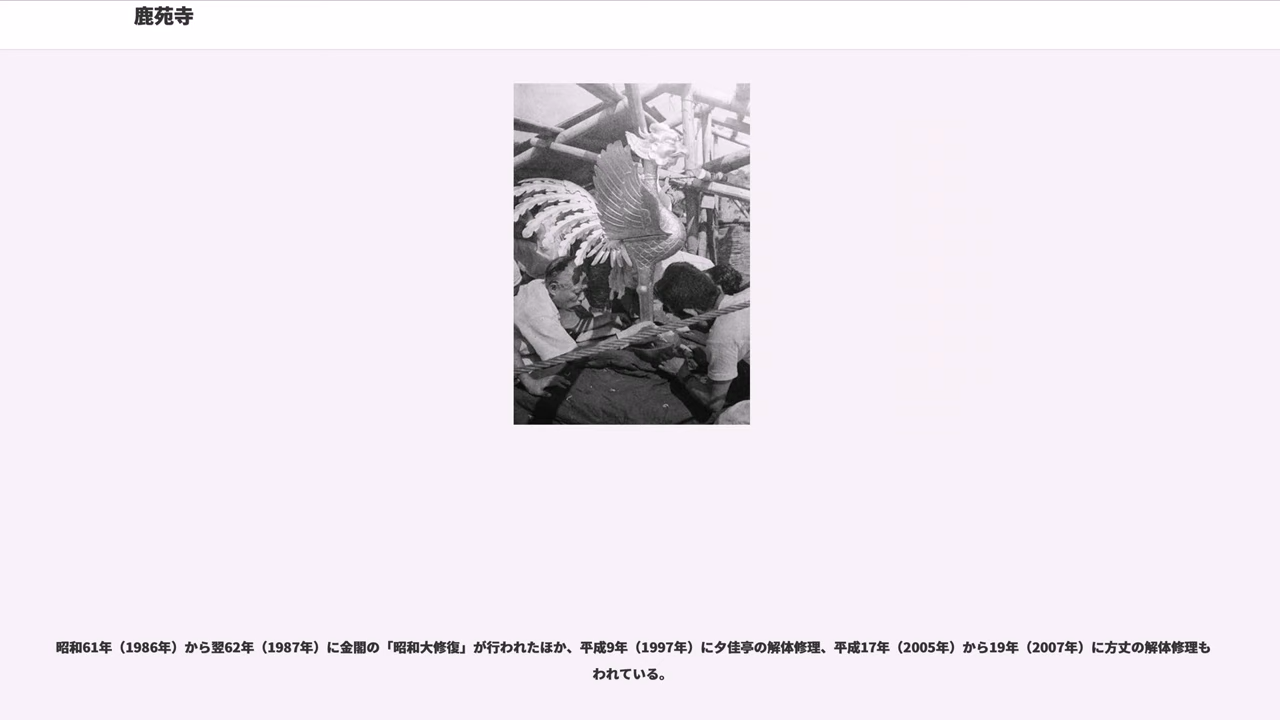 鹿苑寺
昭和61年（1986年）から翌62年（1987年）に金閣の「昭和大修復」が行われたほか、平成9年（1997年）に夕佳亭の解体修理、平成17年（2005年）から19年（2007年）に方丈の解体修理も
われている。